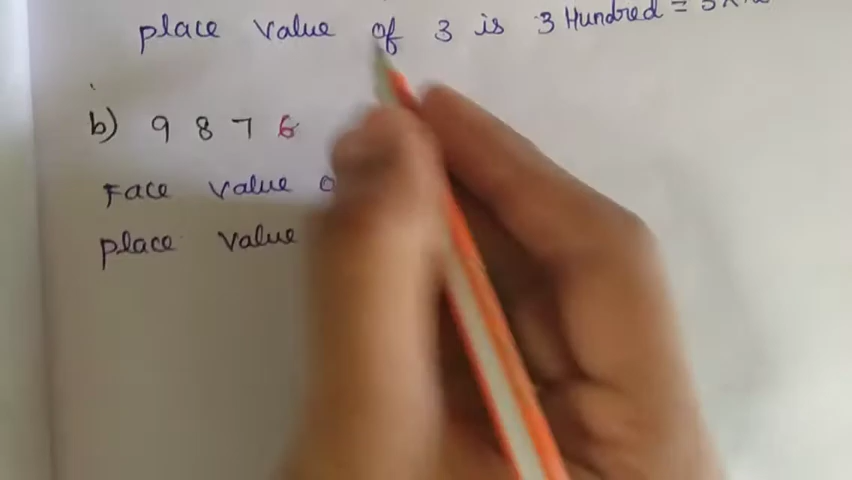 place value of 3 is 3 Hundred =
b) 9 8 7 6
Face value
place value